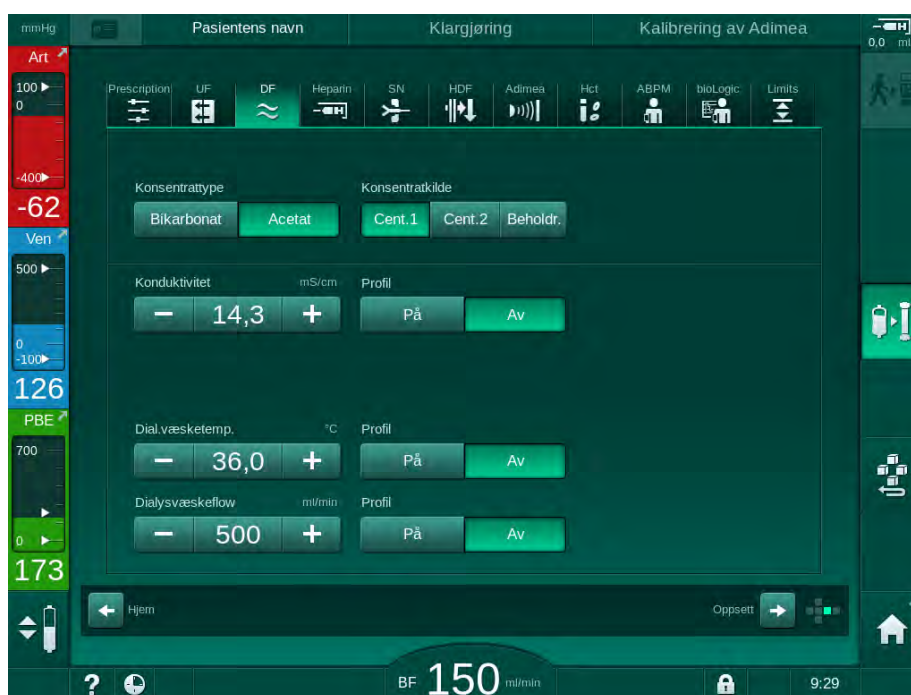 mmHg
Pasientens navn
Klargjøring
Kalibrering av Adimea
0,0 ml
Art
100
0
-400
-62
Ven
500
0
-100
126
PBE
700
0
173
Prescription UF DF Heparin SN HDF Adimea Hct ABPM bioLogic Limits
Konsentrattype Konsentratkilde
Bikarbonat Acetat Cent.1 Cent.2 Beholdr.
Konduktivitet mS/cm Profil
− 14,3 + På Av
Dial.væsketemp. °C Profil
− 36,0 + På Av
Dialysvæskeflow ml/min Profil
− 500 + På Av
Hjem Oppsett
? BF 150 ml/min 9:29